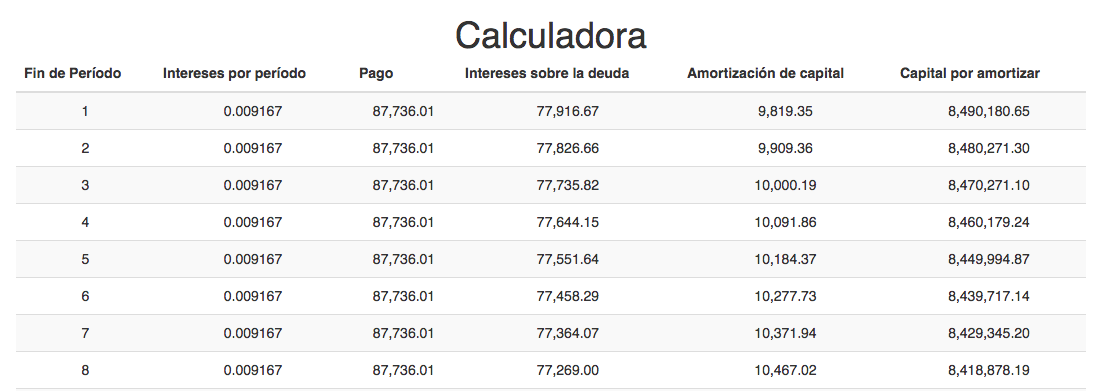 Calculadora
Fin de Período Intereses por período Pago Intereses sobre la deuda Amortización de capital Capital por amortizar
1 0.009167 87,736.01 77,916.67 9,819.35 8,490,180.65
2 0.009167 87,736.01 77,826.66 9,909.36 8,480,271.30
3 0.009167 87,736.01 77,735.82 10,000.19 8,470,271.10
4 0.009167 87,736.01 77,644.15 10,091.86 8,460,179.24
5 0.009167 87,736.01 77,551.64 10,184.37 8,449,994.87
6 0.009167 87,736.01 77,458.29 10,277.73 8,439,717.14
7 0.009167 87,736.01 77,364.07 10,371.94 8,429,345.20
8 0.009167 87,736.01 77,269.00 10,467.02 8,418,878.19